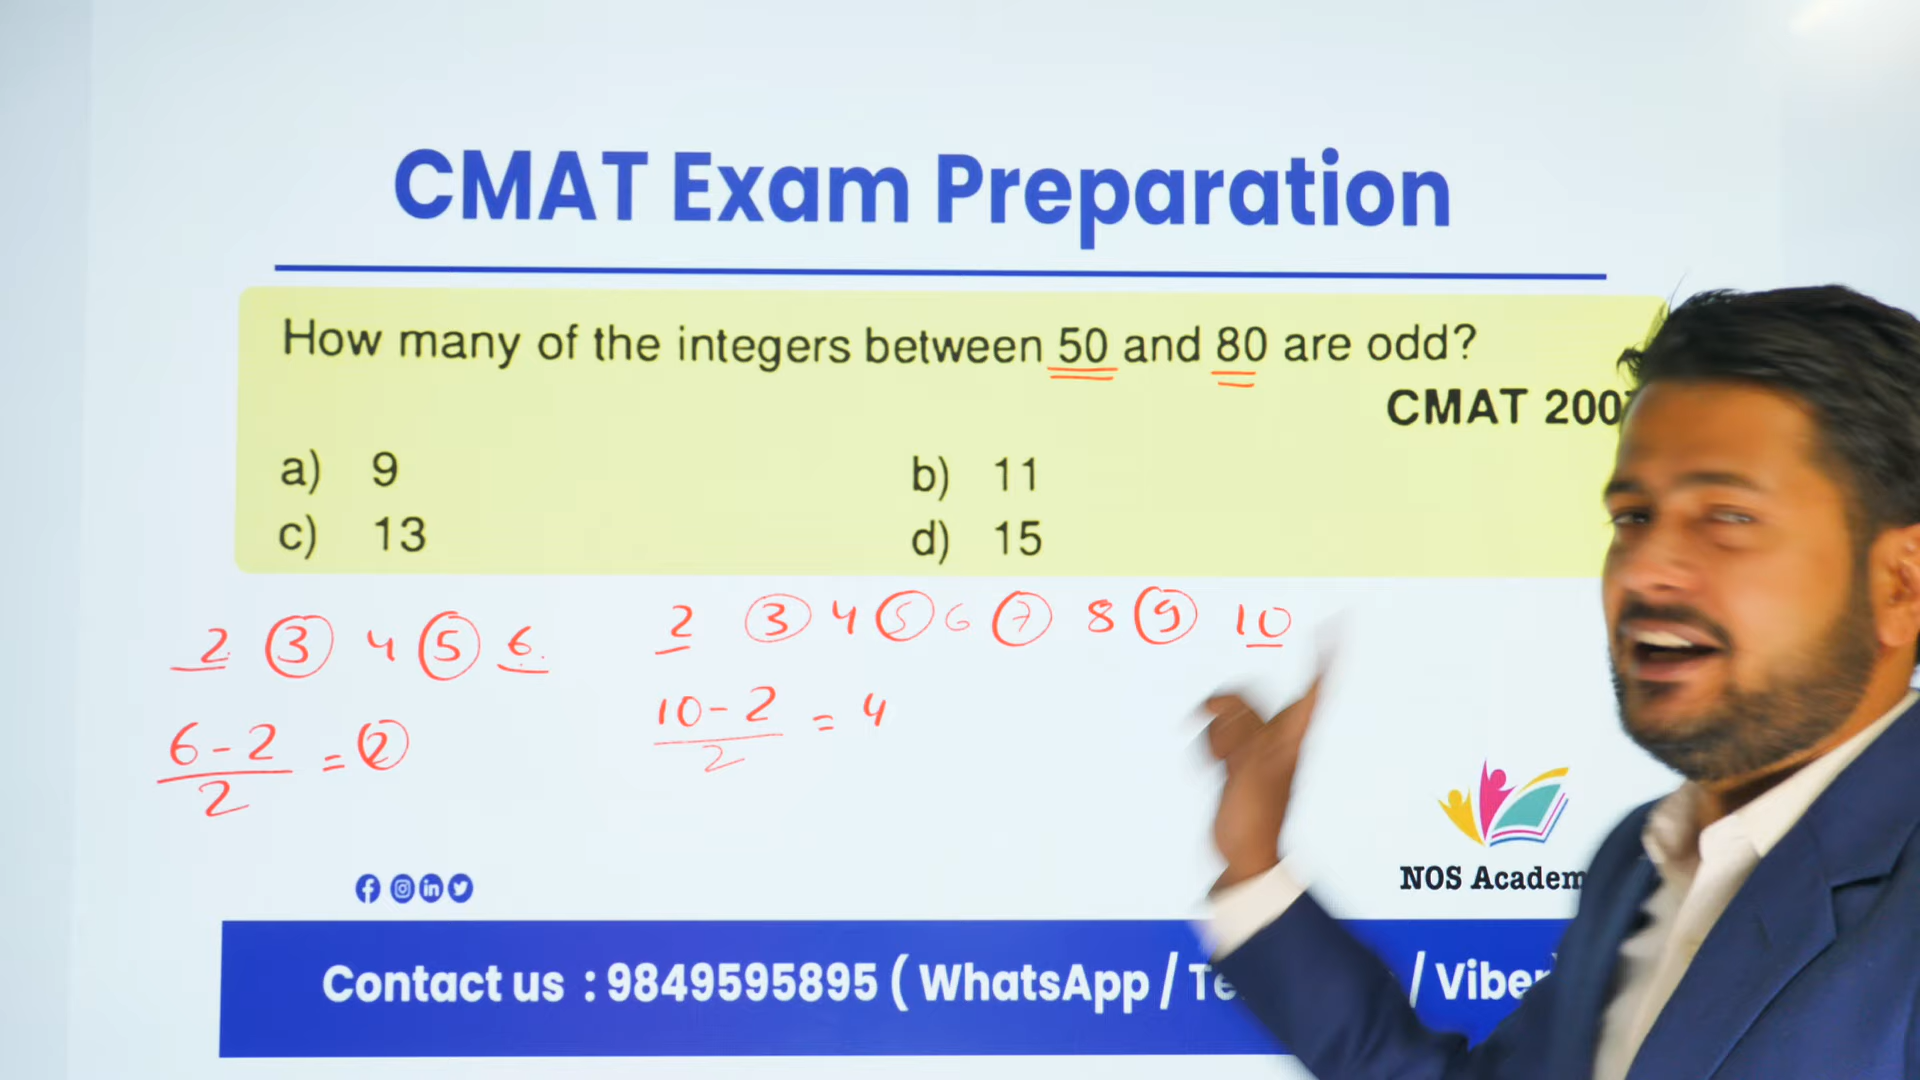 CMAT Exam Preparation
How many of the integers between 50 and 80 are odd?
CMAT 200
a) 9
b) 11
c) 13
d) 15
2 3 4 5 6
2 3 4 5 6 7 8 9 10
6-2/2 = 2
10-2/2 = 4
NOS Academ
Contact us : 9849595895 ( WhatsApp / Te / Viber